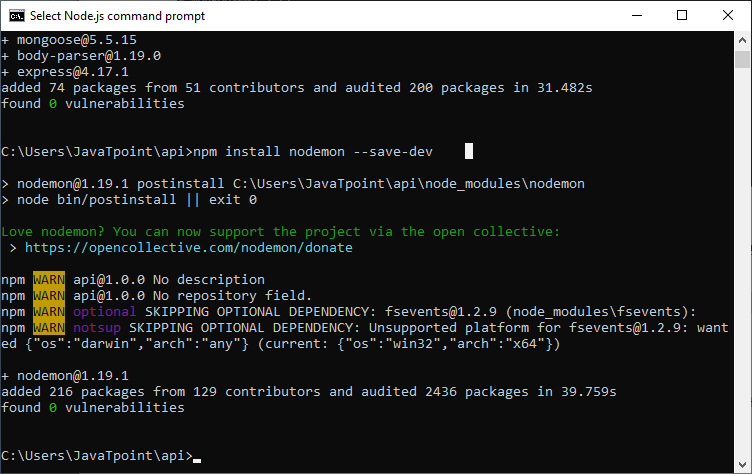 Select Node.js command prompt
+ mongoose@5.5.15
+ body-parser@1.19.0
+ express@4.17.1
added 74 packages from 51 contributors and audited 200 packages in 31.482s
found 0 vulnerabilities
C:\Users\JavaTpoint\api>npm install nodemon --save-dev
> nodemon@1.19.1 postinstall C:\Users\JavaTpoint\api\node_modules\nodemon
> node bin/postinstall || exit 0
Love nodemon? You can now support the project via the open collective:
> https://opencollective.com/nodemon/donate
npm WARN api@1.0.0 No description
npm WARN api@1.0.0 No repository field.
npm WARN optional SKIPPING OPTIONAL DEPENDENCY: fsevents@1.2.9 (node_modules\fsevents):
npm WARN notsup SKIPPING OPTIONAL DEPENDENCY: Unsupported platform for fsevents@1.2.9: want
ed {"os":"darwin","arch":"any"} (current: {"os":"win32","arch":"x64"})
+ nodemon@1.19.1
added 216 packages from 129 contributors and audited 2436 packages in 39.759s
found 0 vulnerabilities
C:\Users\JavaTpoint\api>